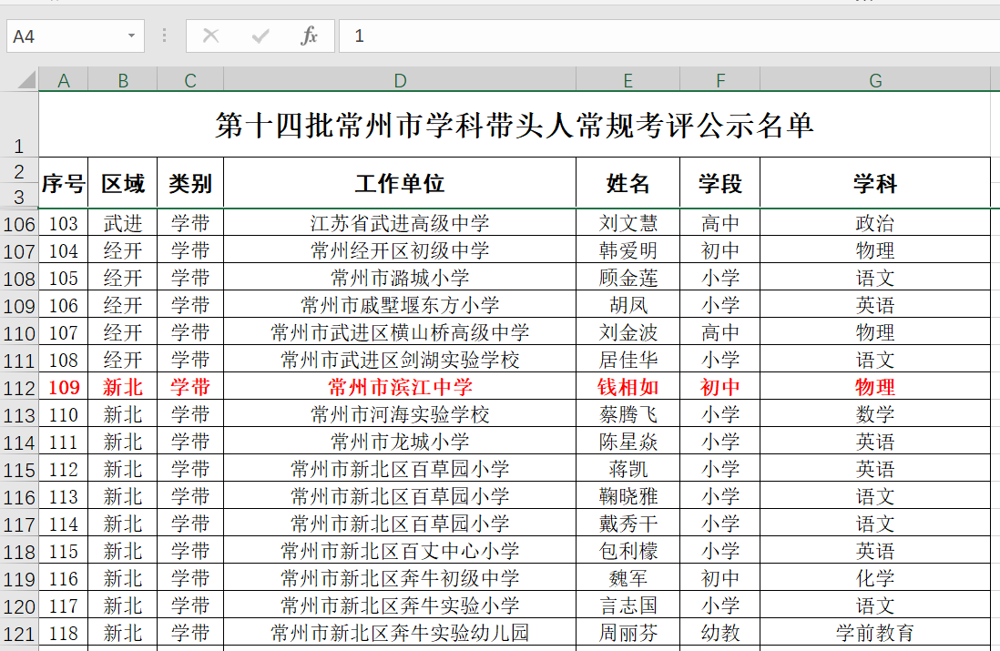 A4 fx 1
A B C D E F G
1 第十四批常州市学科带头人常规考评公示名单
2
3 序号 区域 类别 工作单位 姓名 学段 学科
106 103 武进 学带 江苏省武进高级中学 刘文慧 高中 政治
107 104 经开 学带 常州经开区初级中学 韩爱明 初中 物理
108 105 经开 学带 常州市潞城小学 顾金莲 小学 语文
109 106 经开 学带 常州市戚墅堰东方小学 胡凤 小学 英语
110 107 经开 学带 常州市武进区横山桥高级中学 刘金波 高中 物理
111 108 经开 学带 常州市武进区剑湖实验学校 居佳华 小学 语文
112 109 新北 学带 常州市滨江中学 钱相如 初中 物理
113 110 新北 学带 常州市河海实验学校 蔡腾飞 小学 数学
114 111 新北 学带 常州市龙城小学 陈星焱 小学 英语
115 112 新北 学带 常州市新北区百草园小学 蒋凯 小学 英语
116 113 新北 学带 常州市新北区百草园小学 鞠晓雅 小学 语文
117 114 新北 学带 常州市新北区百草园小学 戴秀干 小学 语文
118 115 新北 学带 常州市新北区百丈中心小学 包利檬 小学 英语
119 116 新北 学带 常州市新北区奔牛初级中学 魏军 初中 化学
120 117 新北 学带 常州市新北区奔牛实验小学 言志国 小学 语文
121 118 新北 学带 常州市新北区奔牛实验幼儿园 周丽芬 幼教 学前教育